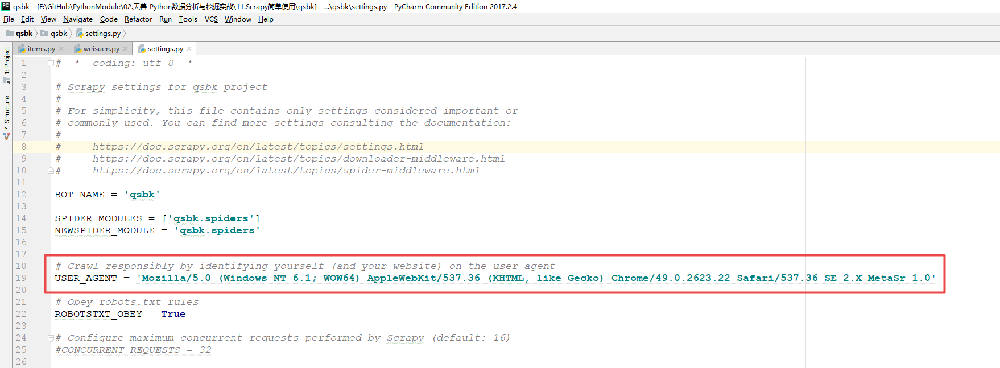 PC qsbk - [F:\GitHub\PythonModule\02.天善-Python数据分析与挖掘实战\11.Scrapy简单使用\qsbk] - ...\qsbk\settings.py - PyCharm Community Edition 2017.2.4
File Edit View Navigate Code Refactor Run Tools VCS Window Help
qsbk qsbk settings.py
items.py weisuen.py settings.py
1: Project
7: Structure
1 # -*- coding: utf-8 -*-
2
3 # Scrapy settings for qsbk project
4 #
5 # For simplicity, this file contains only settings considered important or
6 # commonly used. You can find more settings consulting the documentation:
7 #
8 #     https://doc.scrapy.org/en/latest/topics/settings.html
9 #     https://doc.scrapy.org/en/latest/topics/downloader-middleware.html
10 #     https://doc.scrapy.org/en/latest/topics/spider-middleware.html
11
12 BOT_NAME = 'qsbk'
13
14 SPIDER_MODULES = ['qsbk.spiders']
15 NEWSPIDER_MODULE = 'qsbk.spiders'
16
17
18 # Crawl responsibly by identifying yourself (and your website) on the user-agent
19 USER_AGENT = 'Mozilla/5.0 (Windows NT 6.1; WOW64) AppleWebKit/537.36 (KHTML, like Gecko) Chrome/49.0.2623.22 Safari/537.36 SE 2.X MetaSr 1.0'
20
21 # Obey robots.txt rules
22 ROBOTSTXT_OBEY = True
23
24 # Configure maximum concurrent requests performed by Scrapy (default: 16)
25 #CONCURRENT_REQUESTS = 32
26